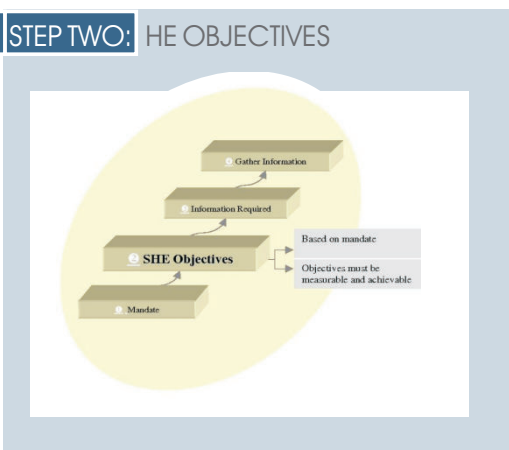 STEP TWO: HE OBJECTIVES
Gather Information
Information Required
2 SHE Objectives
Based on mandate
Objectives must be
measurable and achievable
Mandate